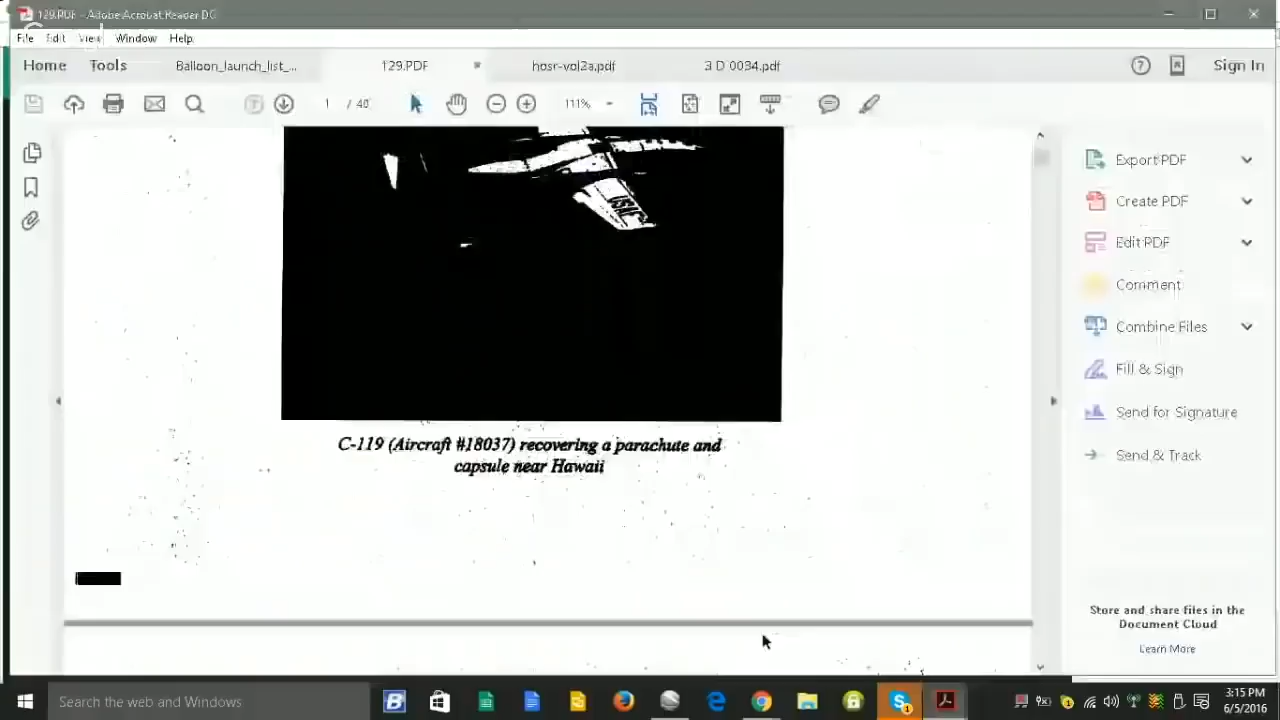 129.PDF - Adobe Acrobat Reader DC
File Edit View Window Help
Home Tools Balloon_launch_list_... 129.PDF × hosr-vol2a.pdf 3 D 0034.pdf Sign In
1 / 40 111%
Export PDF
Create PDF
Edit PDF
Comment
Combine Files
Fill & Sign
Send for Signature
Send & Track
C-119 (Aircraft #18037) recovering a parachute and
capsule near Hawaii
Store and share files in the
Document Cloud
Learn More
Search the web and Windows
3:15 PM
6/5/2016